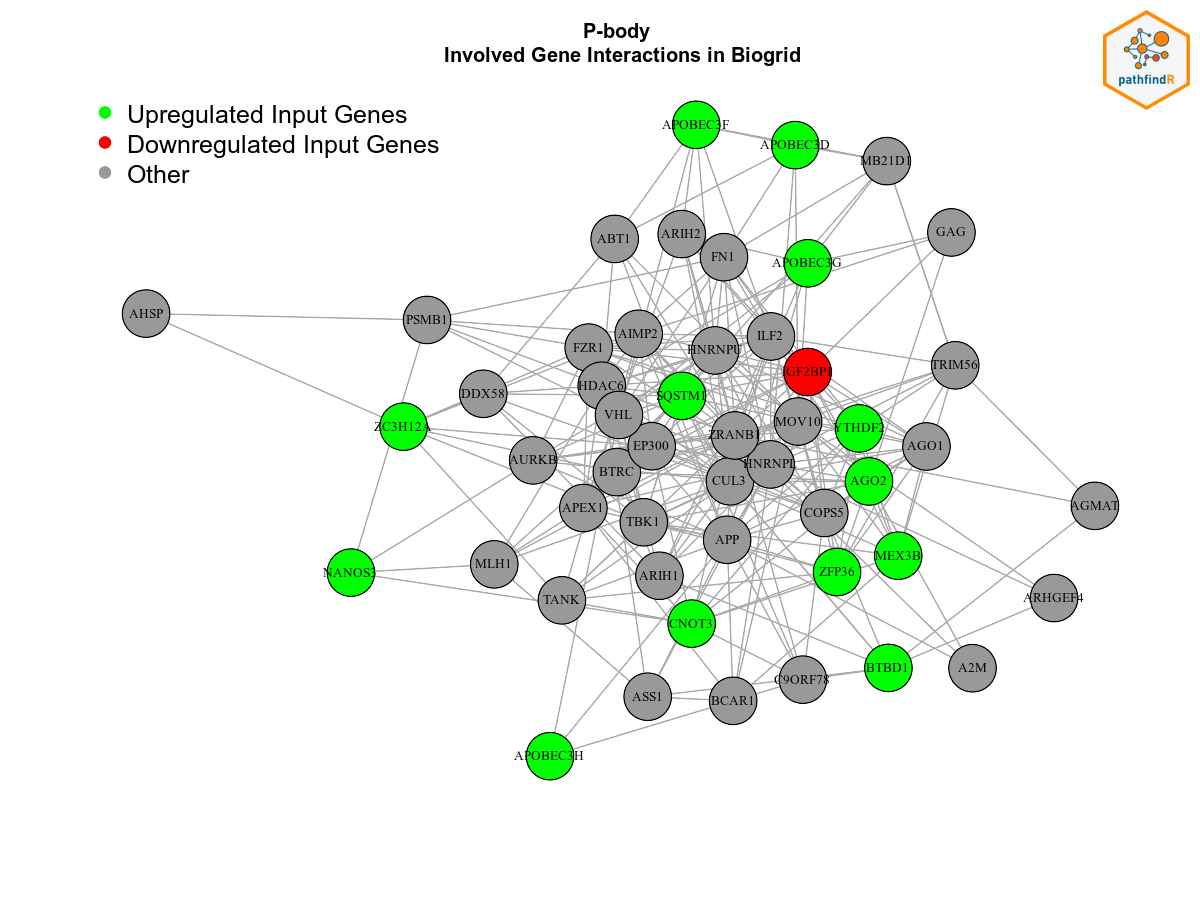 P-body
Involved Gene Interactions in Biogrid
pathfindR
Upregulated Input Genes
Downregulated Input Genes
Other
APOBEC3F
APOBEC3D
MB21D1
GAG
ABT1
ARIH2
FN1
APOBEC3G
AHSP
PSMB1
AIMP2
FZR1
HNRNPU
ILF2
IGF2BP1
TRIM56
DDX58
HDAC6
SQSTM1
VHL
ZC3H12A
MOV10
YTHDF2
ZRANB1
EP300
AGO1
AURKB
BTRC
HNRNPL
CUL3
AGO2
APEX1
TBK1
COPS5
AGMAT
APP
MEX3B
MLH1
NANOS3
ARIH1
ZFP36
TANK
ARHGEF4
CNOT3
BTBD1
A2M
C9ORF78
ASS1
BCAR1
APOBEC3H